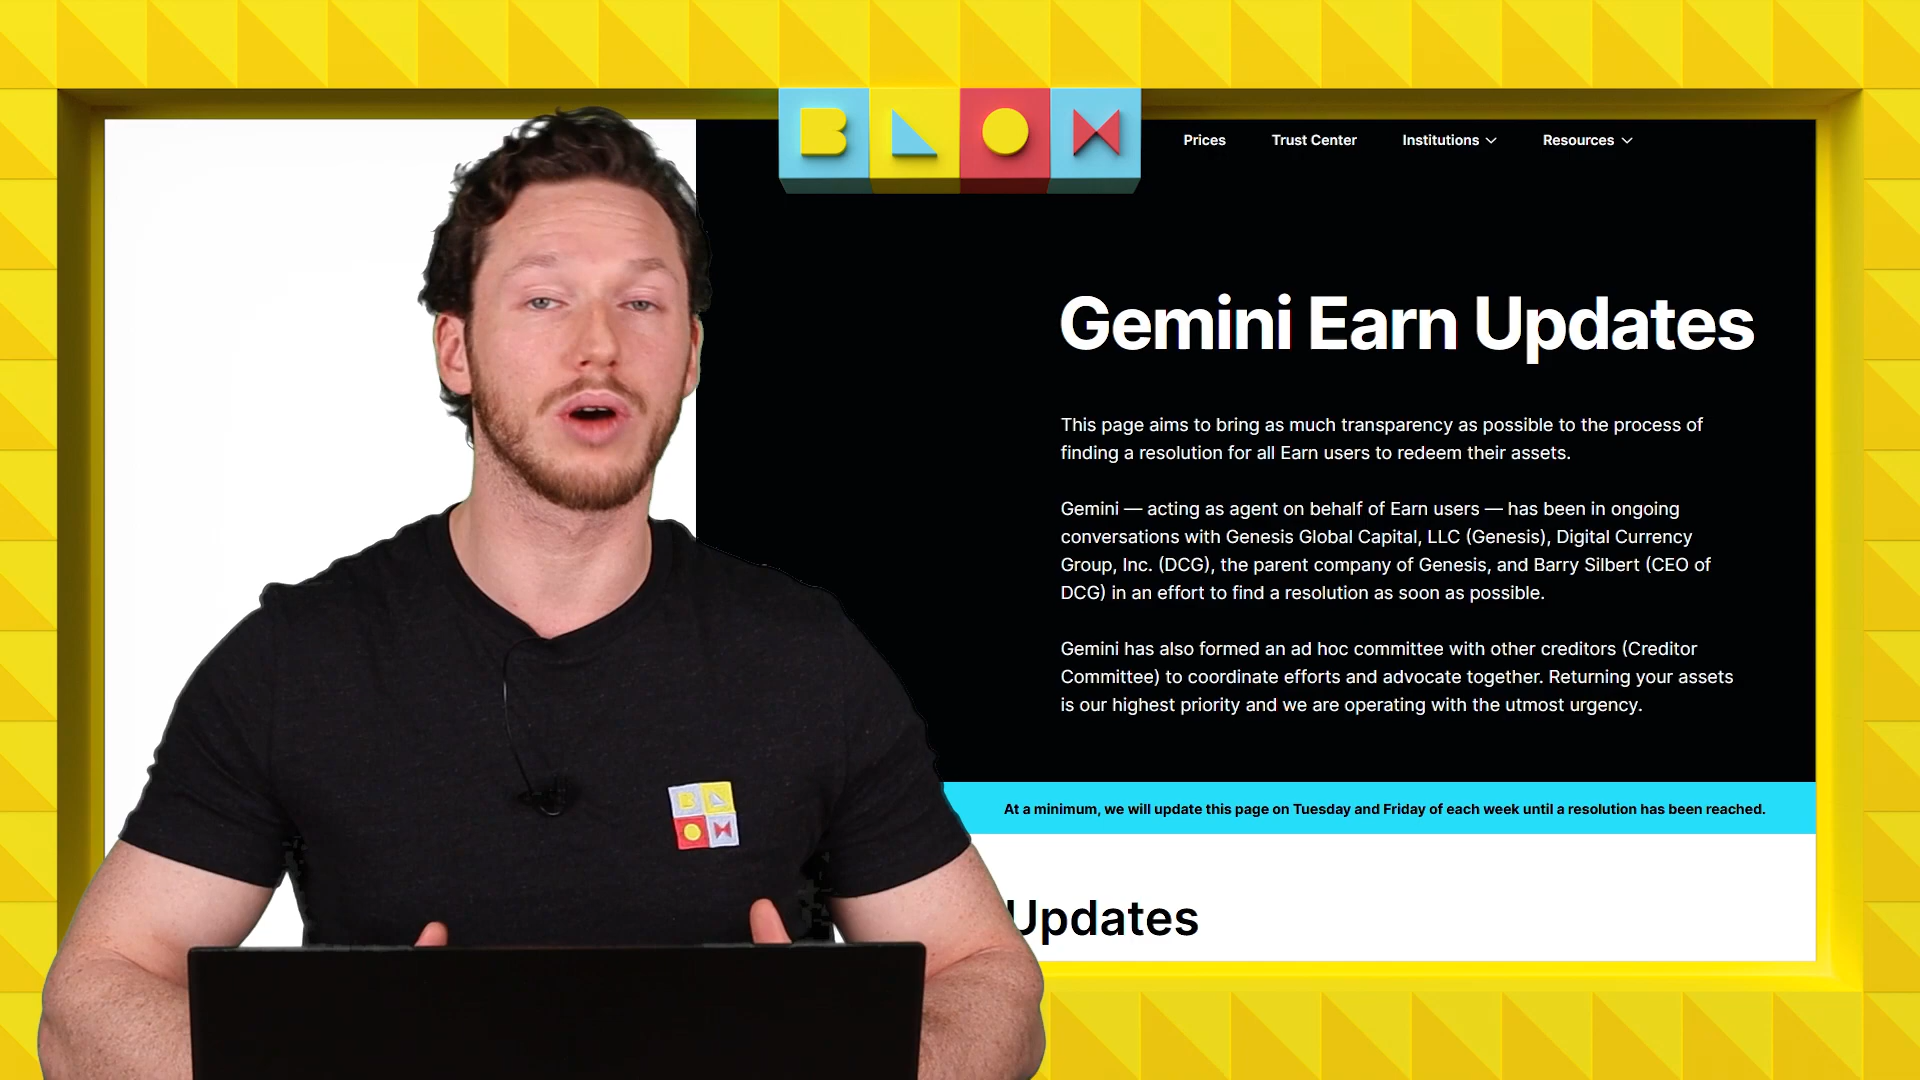 BLOM
Prices Trust Center Institutions Resources
Gemini Earn Updates
This page aims to bring as much transparency as possible to the process of
finding a resolution for all Earn users to redeem their assets.
Gemini — acting as agent on behalf of Earn users — has been in ongoing
conversations with Genesis Global Capital, LLC (Genesis), Digital Currency
Group, Inc. (DCG), the parent company of Genesis, and Barry Silbert (CEO of
DCG) in an effort to find a resolution as soon as possible.
Gemini has also formed an ad hoc committee with other creditors (Creditor
Committee) to coordinate efforts and advocate together. Returning your assets
is our highest priority and we are operating with the utmost urgency.
At a minimum, we will update this page on Tuesday and Friday of each week until a resolution has been reached.
Updates